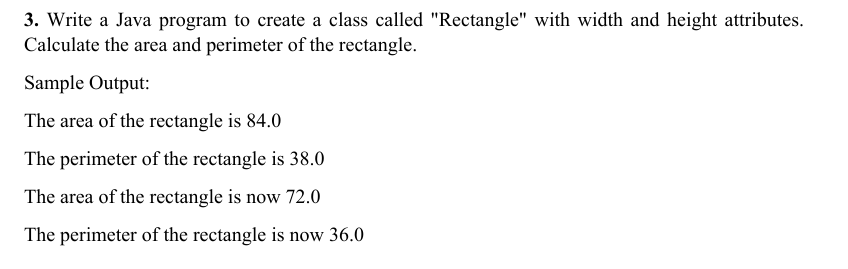 3. Write a Java program to create a class called "Rectangle" with width and height attributes.
Calculate the area and perimeter of the rectangle.
Sample Output:
The area of the rectangle is 84.0
The perimeter of the rectangle is 38.0
The area of the rectangle is now 72.0
The perimeter of the rectangle is now 36.0